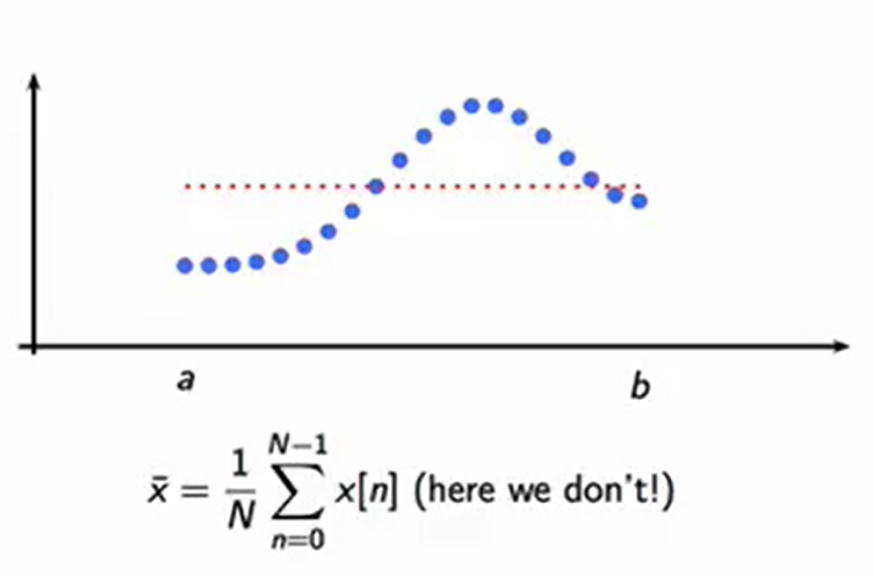 a b
x̄ = 1/N ∑_{n=0}^{N−1} x[n] (here we don't!)